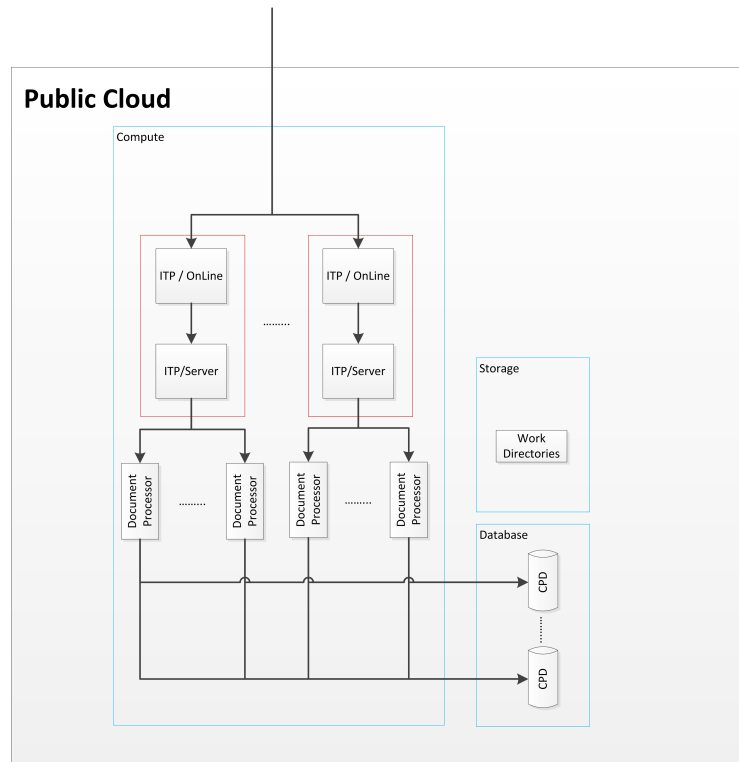 Public Cloud
Compute
ITP / OnLine
ITP / OnLine
.........
ITP/Server
ITP/Server
Storage
Work
Directories
Document
Processor
.........
Document
Processor
Document
Processor
.........
Document
Processor
Database
CPD
.........
CPD